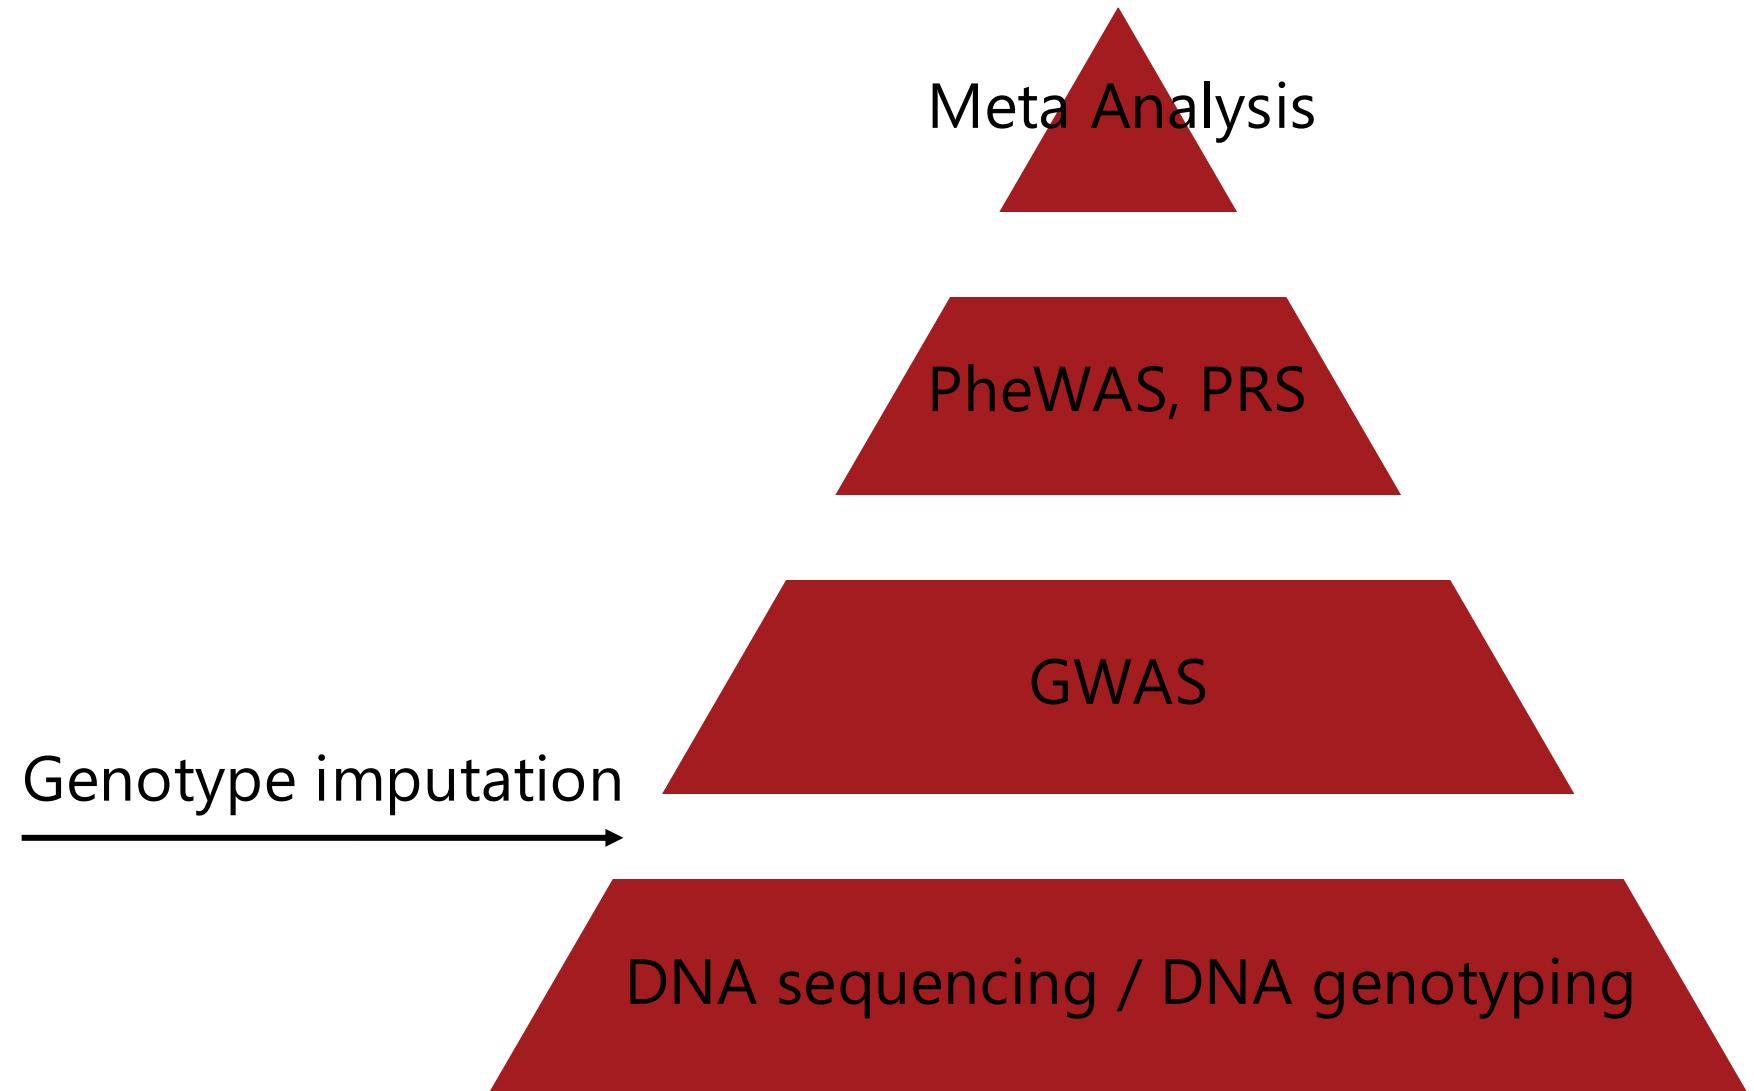 Meta Analysis
PheWAS, PRS
GWAS
Genotype imputation
DNA sequencing / DNA genotyping